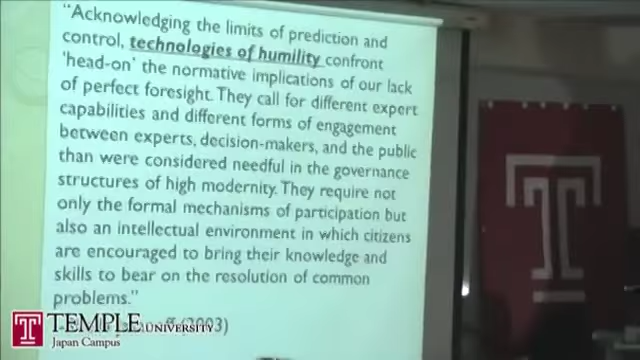 “Acknowledging the limits of prediction and
control, technologies of humility confront
‘head-on’ the normative implications of our lack
of perfect foresight. They call for different expert
capabilities and different forms of engagement
between experts, decision-makers, and the public
than were considered needful in the governance
structures of high modernity. They require not
only the formal mechanisms of participation but
also an intellectual environment in which citizens
are encouraged to bring their knowledge and
skills to bear on the resolution of common
problems.”
(2003)
T
T
TEMPLE UNIVERSITY
Japan Campus